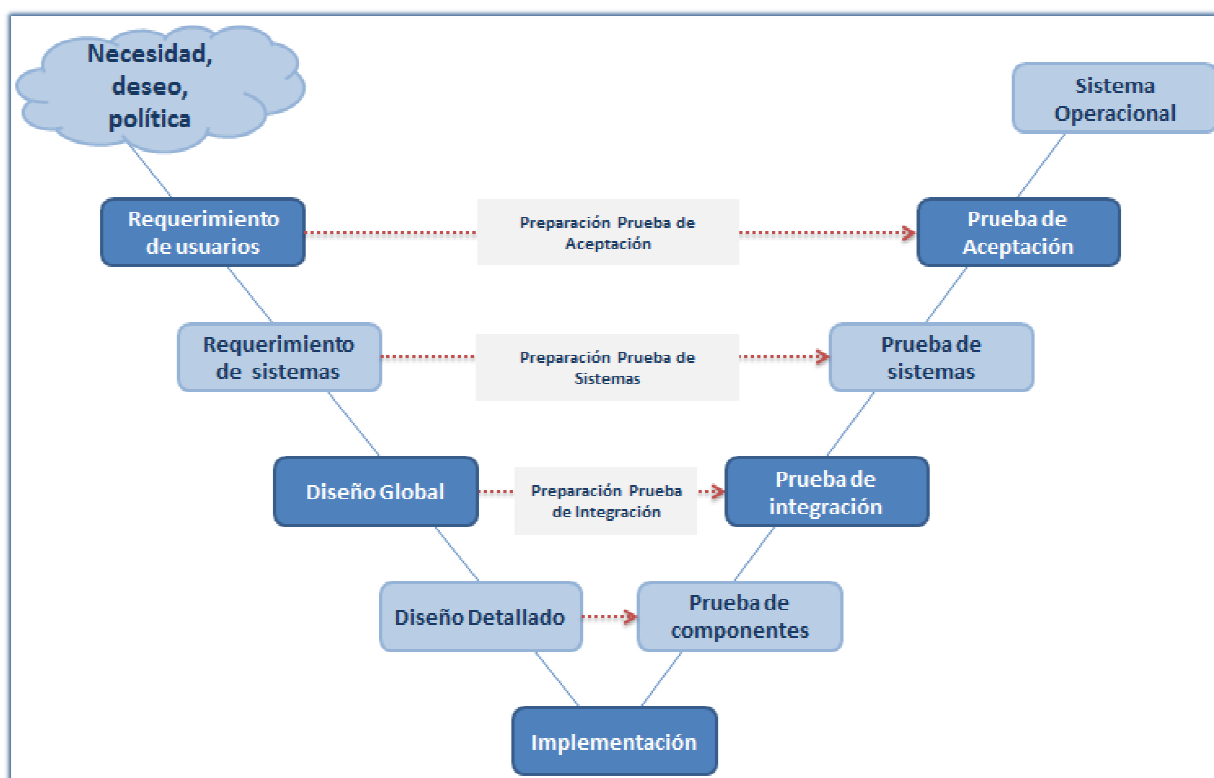 Necesidad,
deseo,
política
Sistema
Operacional
Requerimiento
de usuarios
Preparación Prueba de
Aceptación
Prueba de
Aceptación
Requerimiento
de sistemas
Preparación Prueba de
Sistemas
Prueba de
sistemas
Diseño Global
Preparación Prueba
de Integración
Prueba de
integración
Diseño Detallado
Prueba de
componentes
Implementación